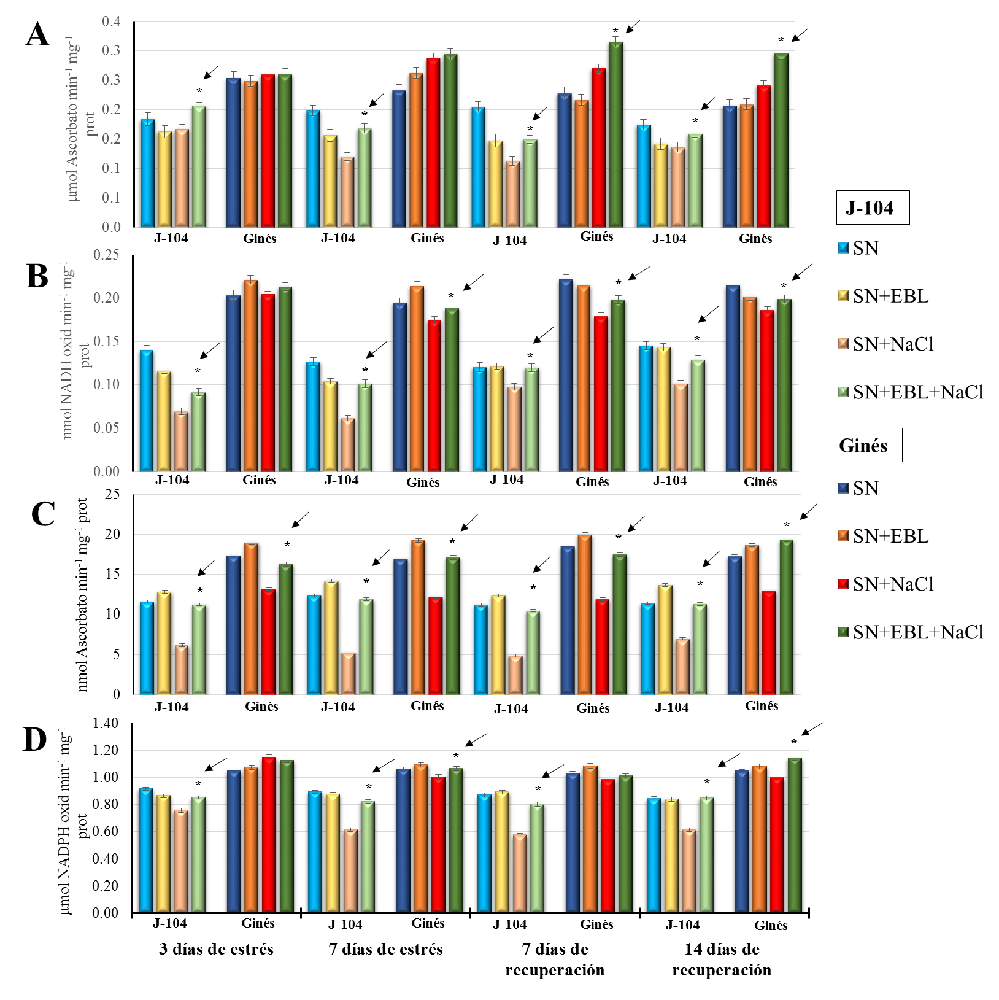 A
µmol Ascorbato min-1 mg-1
prot
0.4
0.3
0.3
0.2
0.2
0.1
0.1
0.0
* * * * * *
J-104 Ginés J-104 Ginés J-104 Ginés J-104 Ginés
B
nmol NADH oxid min-1 mg-1
prot
0.25
0.20
0.15
0.10
0.05
0.00
* * * * * * *
J-104 Ginés J-104 Ginés J-104 Ginés J-104 Ginés
C
nmol Ascorbato min-1 mg-1 prot
25
20
15
10
5
0
* * * * * * * *
J-104 Ginés J-104 Ginés J-104 Ginés J-104 Ginés
D
µmol NADPH oxid min-1 mg-1
prot
1.40
1.20
1.00
0.80
0.60
0.40
0.20
0.00
* * * * * *
J-104 Ginés J-104 Ginés J-104 Ginés J-104 Ginés
3 días de estrés
7 días de estrés
7 días de
recuperación
14 días de
recuperación
J-104
SN
SN+EBL
SN+NaCl
SN+EBL+NaCl
Ginés
SN
SN+EBL
SN+NaCl
SN+EBL+NaCl